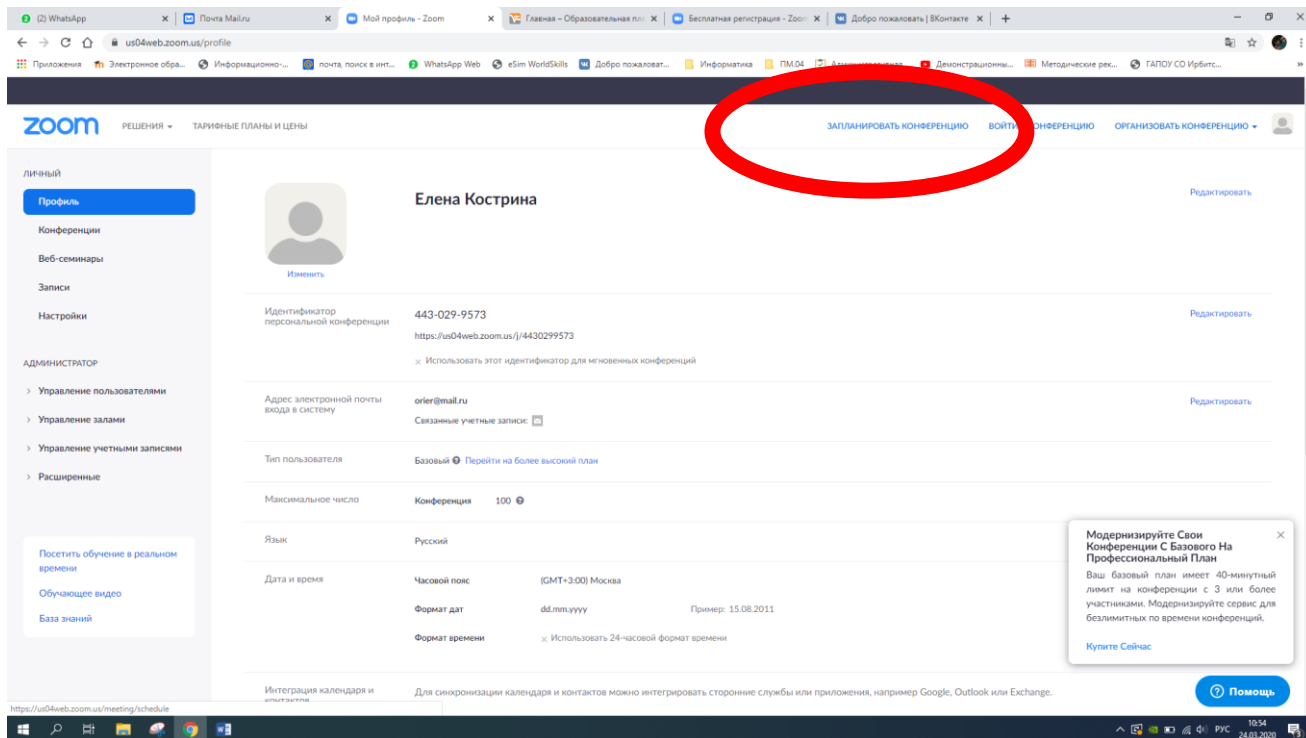 (2) WhatsApp
Почта Mail.ru
Мой профиль - Zoom
Главная – Образовательная пл
Бесплатная регистрация - Zoom
Добро пожаловать | ВКонтакте
us04web.zoom.us/profile
Приложения
Электронное обра...
Информационно-...
почта, поиск в инт...
WhatsApp Web
eSim WorldSkills
Добро пожаловат...
Информатика
ПМ.04
Демонстрационны...
Методические рек...
ГАПОУ СО Ирбитс...
zoom
РЕШЕНИЯ
ТАРИФНЫЕ ПЛАНЫ И ЦЕНЫ
ЗАПЛАНИРОВАТЬ КОНФЕРЕНЦИЮ
ВОЙТИ КОНФЕРЕНЦИЮ
ОРГАНИЗОВАТЬ КОНФЕРЕНЦИЮ
ЛИЧНЫЙ
Профиль
Конференции
Веб-семинары
Записи
Настройки
АДМИНИСТРАТОР
Управление пользователями
Управление залами
Управление учетными записями
Расширенные
Посетить обучение в реальном
времени
Обучающее видео
База знаний
Изменить
Елена Кострина
Редактировать
Идентификатор
персональной конференции
443-029-9573
https://us04web.zoom.us/j/4430299573
× Использовать этот идентификатор для мгновенных конференций
Редактировать
Адрес электронной почты
входа в систему
orier@mail.ru
Связанные учетные записи:
Редактировать
Тип пользователя
Базовый Перейти на более высокий план
Максимальное число
Конференция 100
Язык
Русский
Дата и время
Часовой пояс (GMT+3:00) Москва
Формат дат dd.mm.yyyy Пример: 15.08.2011
Формат времени × Использовать 24-часовой формат времени
Интеграция календаря и
контактов
Для синхронизации календаря и контактов можно интегрировать сторонние службы или приложения, например Google, Outlook или Exchange.
Модернизируйте Свои
Конференции С Базового На
Профессиональный План
Ваш базовый план имеет 40-минутный
лимит на конференции с 3 или более
участниками. Модернизируйте сервис для
безлимитных по времени конференций.
Купите Сейчас
Помощь
https://us04web.zoom.us/meeting/schedule
РУС
10:54
24.03.2020